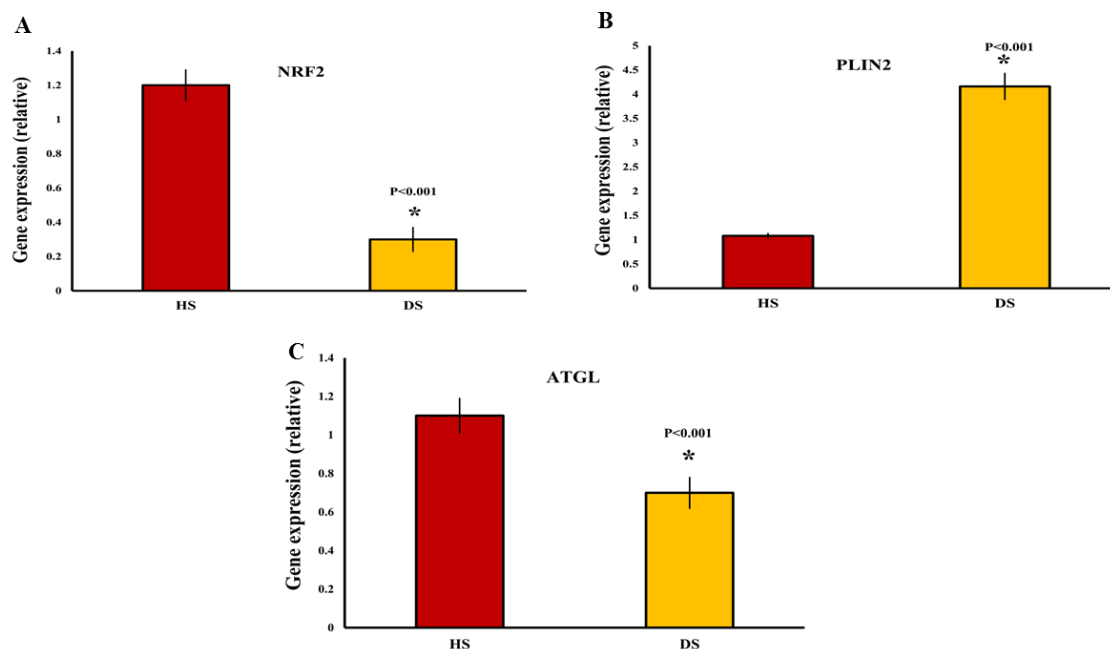 A
NRF2
Gene expression (relative)
1.4
1.2
1
0.8
0.6
0.4
0.2
0
P<0.001
*
HS
DS
B
PLIN2
Gene expression (relative)
5
4.5
4
3.5
3
2.5
2
1.5
1
0.5
0
P<0.001
*
HS
DS
C
ATGL
Gene expression (relative)
1.4
1.2
1
0.8
0.6
0.4
0.2
0
P<0.001
*
HS
DS